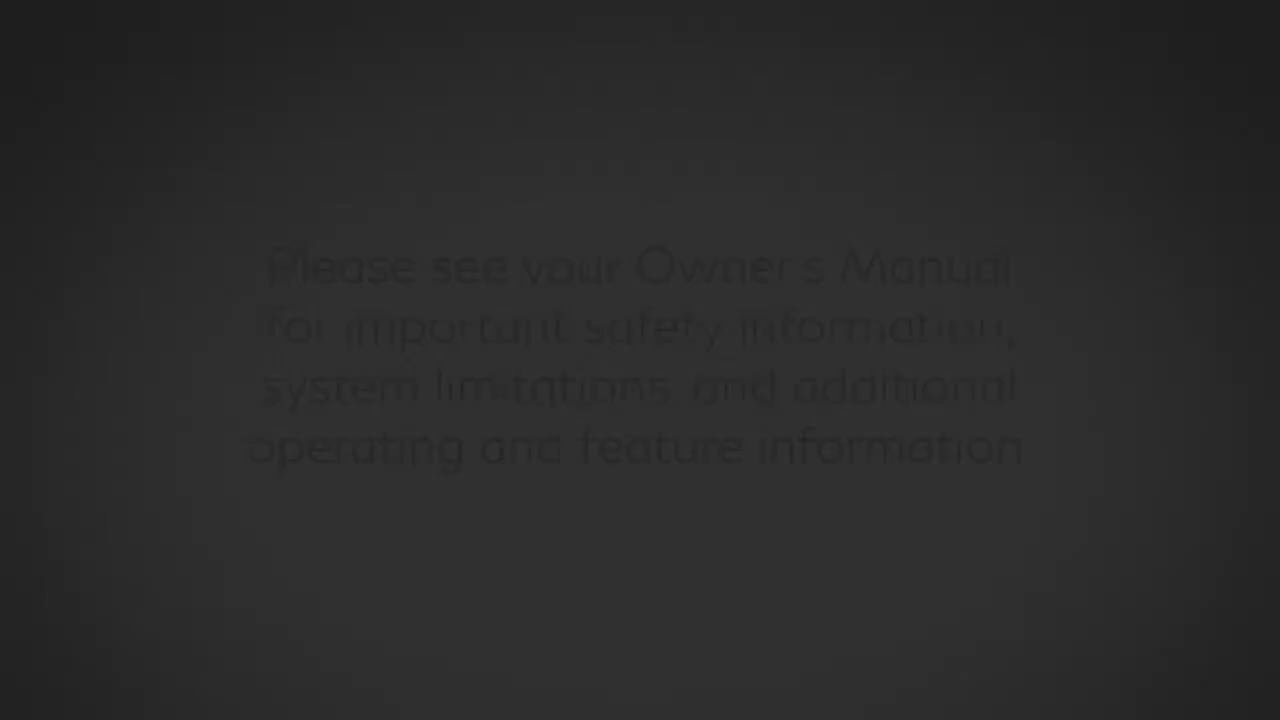 Please see your Owner's Manual
for important safety information,
system limitations, and additional
operating and feature information